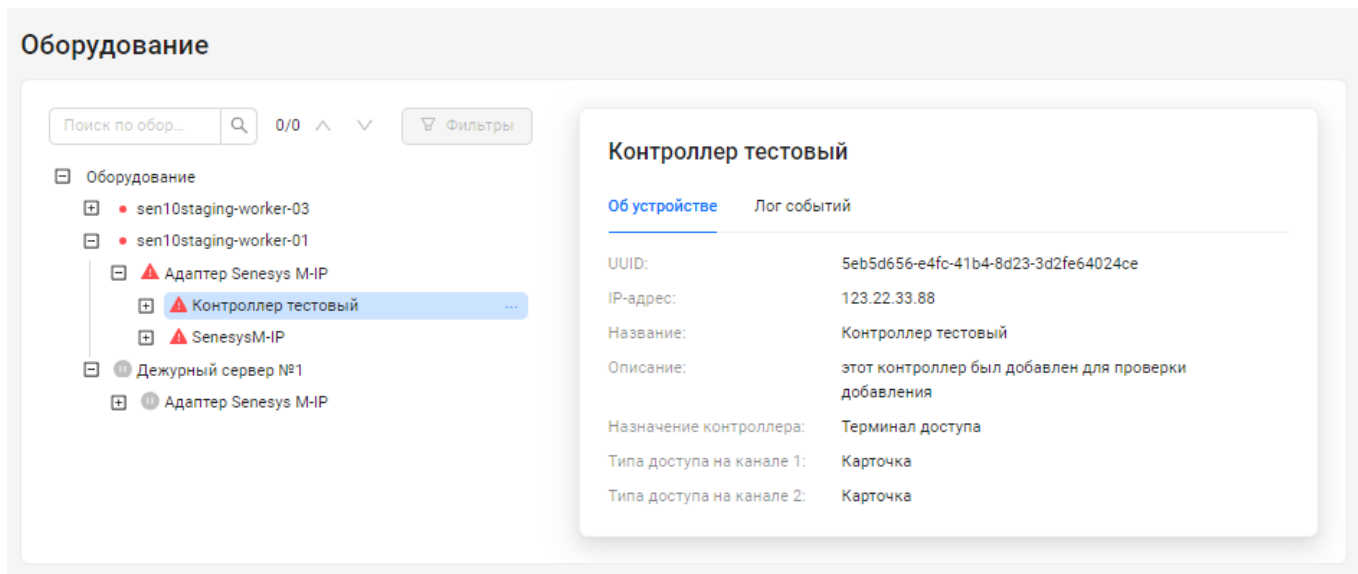 Оборудование
Поиск по обор... 0/0 Фильтры
Оборудование
sen10staging-worker-03
sen10staging-worker-01
Адаптер Senesys M-IP
Контроллер тестовый ...
SenesysM-IP
Дежурный сервер №1
Адаптер Senesys M-IP
Контроллер тестовый
Об устройстве Лог событий
UUID: 5eb5d656-e4fc-41b4-8d23-3d2fe64024ce
IP-адрес: 123.22.33.88
Название: Контроллер тестовый
Описание: этот контроллер был добавлен для проверки
добавления
Назначение контроллера: Терминал доступа
Типа доступа на канале 1: Карточка
Типа доступа на канале 2: Карточка